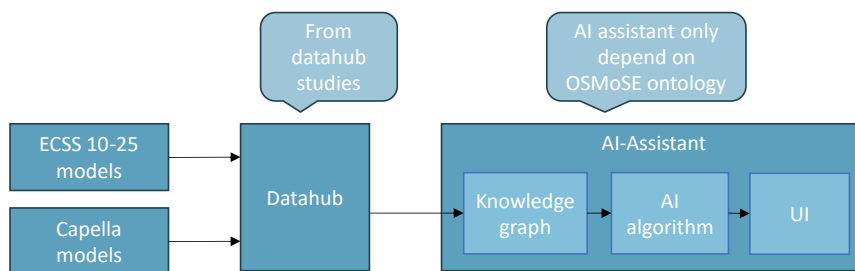 From
datahub
studies
AI assistant only
depend on
OSMoSE ontology
ECSS 10-25
models
Capella
models
Datahub
AI-Assistant
Knowledge
graph
AI
algorithm
UI